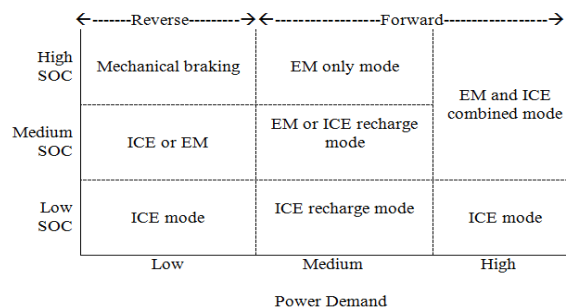 <-------Reverse-------> <---------------Forward--------------->
High
SOC
Mechanical braking
EM only mode
EM and ICE
combined mode
Medium
SOC
ICE or EM
EM or ICE recharge
mode
Low
SOC
ICE mode
ICE recharge mode
ICE mode
Low
Medium
High
Power Demand